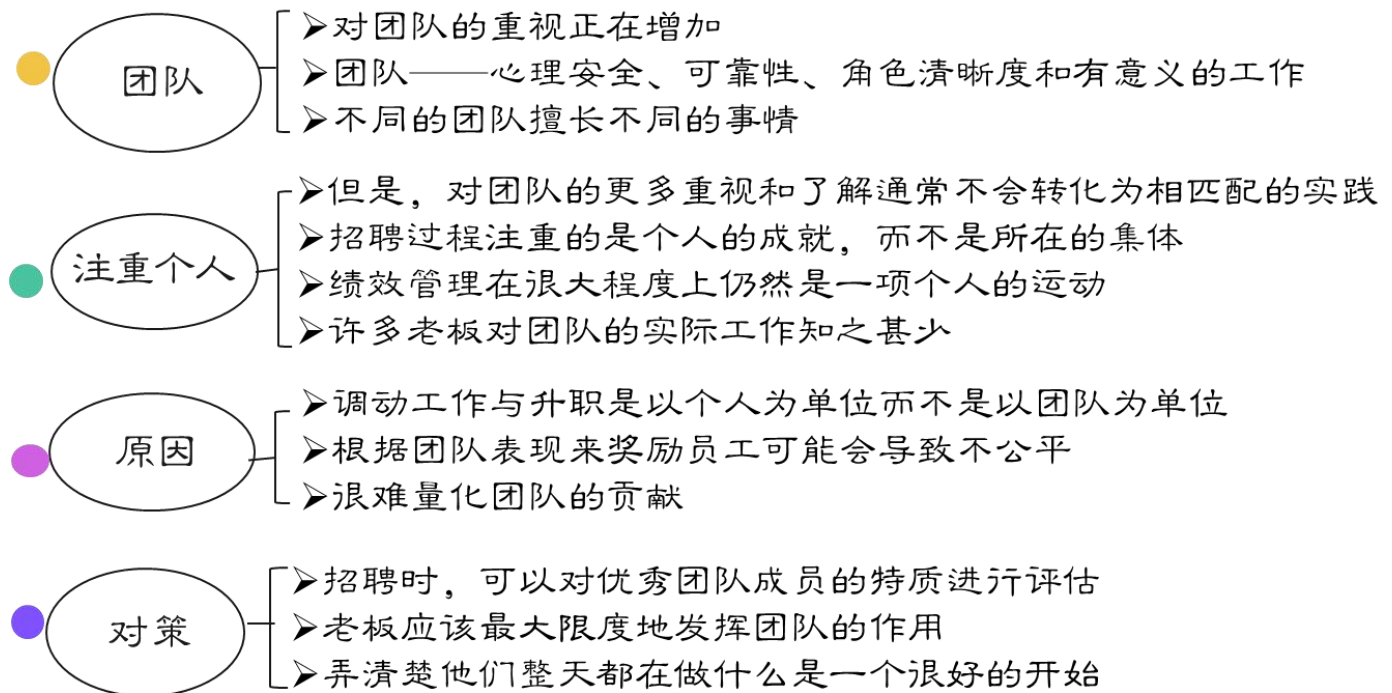 团队
➢对团队的重视正在增加
➢团队——心理安全、可靠性、角色清晰度和有意义的工作
➢不同的团队擅长不同的事情
注重个人
➢但是，对团队的更多重视和了解通常不会转化为相匹配的实践
➢招聘过程注重的是个人的成就，而不是所在的集体
➢绩效管理在很大程度上仍然是一项个人的运动
➢许多老板对团队的实际工作知之甚少
原因
➢调动工作与升职是以个人为单位而不是以团队为单位
➢根据团队表现来奖励员工可能会导致不公平
➢很难量化团队的贡献
对策
➢招聘时，可以对优秀团队成员的特质进行评估
➢老板应该最大限度地发挥团队的作用
➢弄清楚他们整天都在做什么是一个很好的开始